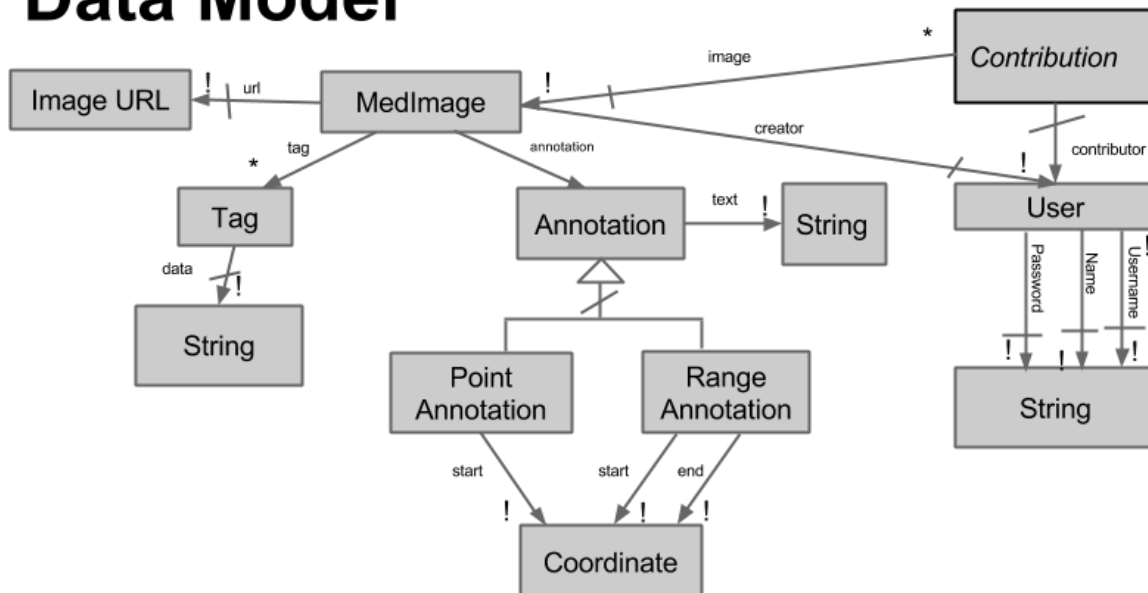 Data Model
*
image
Contribution
Image URL
!
url
MedImage
!
creator
contributor
tag
*
annotation
!
Tag
Annotation
text
!
String
User
data
!
String
Password
Name
Username
!
!
!
!
Point
Annotation
Range
Annotation
String
start
start
end
!
!
!
Coordinate